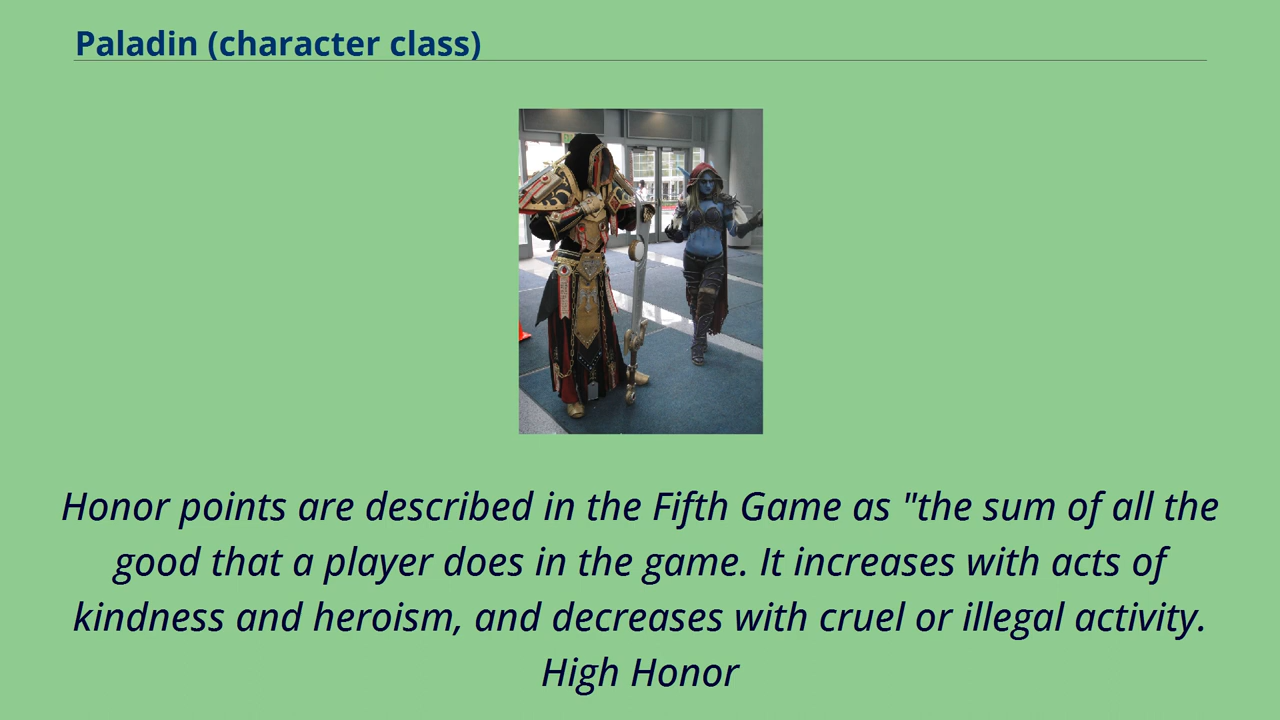 Paladin (character class)
Honor points are described in the Fifth Game as "the sum of all the
good that a player does in the game. It increases with acts of
kindness and heroism, and decreases with cruel or illegal activity.
High Honor